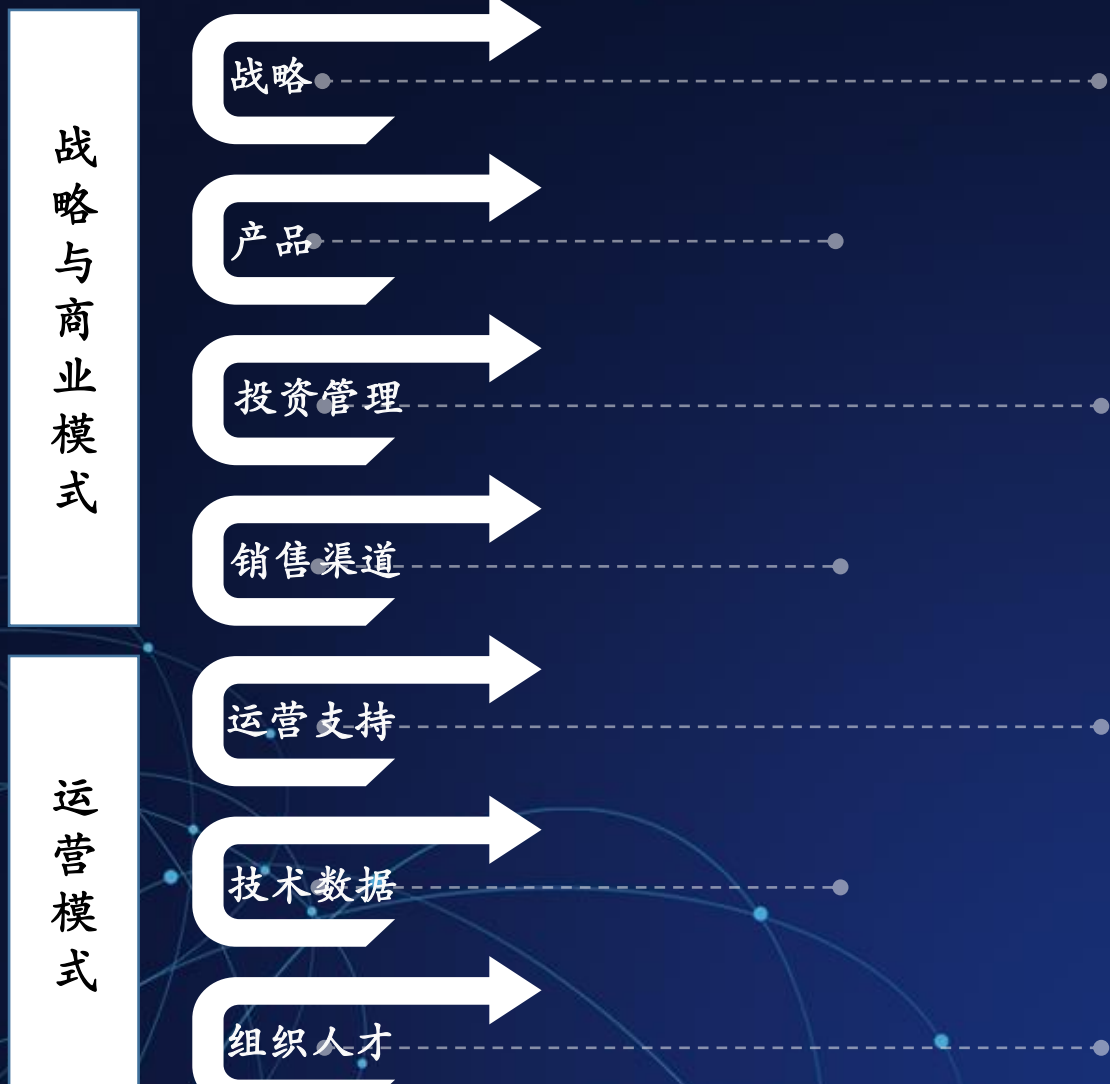 战略与商业模式
战略
产品
投资管理
销售渠道
运营模式
运营支持
技术数据
组织人才